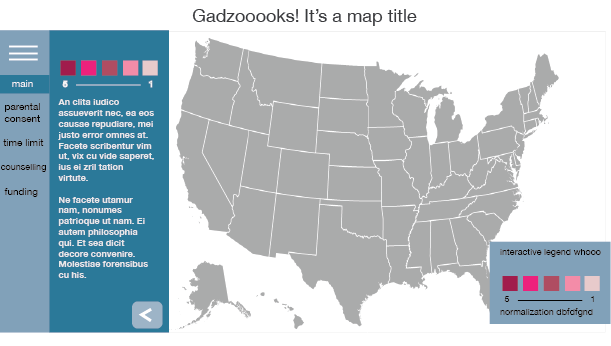 Gadzooooks! It's a map title
main
parental
consent
time limit
counselling
funding
1
An clita iudico
assueverit nec, ea eos
causae repudiare, mei
justo error omnes at.
Facete scribentur vim
ut, vix cu vide saperet,
ius ei zril tation
virtute.
Ne facete utamur
nam, nonumes
patrioque ut nam. Ei
autem philosophia
qui. Et sea dicit
decore convenire.
Molestiae forensibus
cu his.
<
interactive legend whooo
5 1
normalization dbfdfgnd